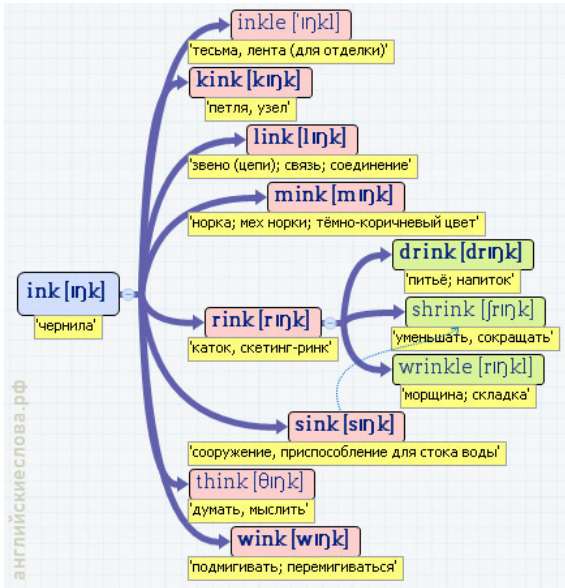 inkle ['ɪŋkl]
'тесьма, лента (для отделки)'
kink [kɪŋk]
'петля, узел'
link [lɪŋk]
'звено (цепи); связь; соединение'
mink [mɪŋk]
'норка; мех норки; тёмно-коричневый цвет'
ink [ɪŋk]
'чернила'
rink [rɪŋk]
'каток, скетинг-ринк'
drink [drɪŋk]
'питьё; напиток'
shrink [ʃrɪŋk]
'уменьшать, сокращать'
wrinkle [rɪŋkl]
'морщина; складка'
sink [sɪŋk]
'сооружение, приспособление для стока воды'
think [θɪŋk]
'думать, мыслить'
wink [wɪŋk]
'подмигивать; перемигиваться'
английскиеслова.рф